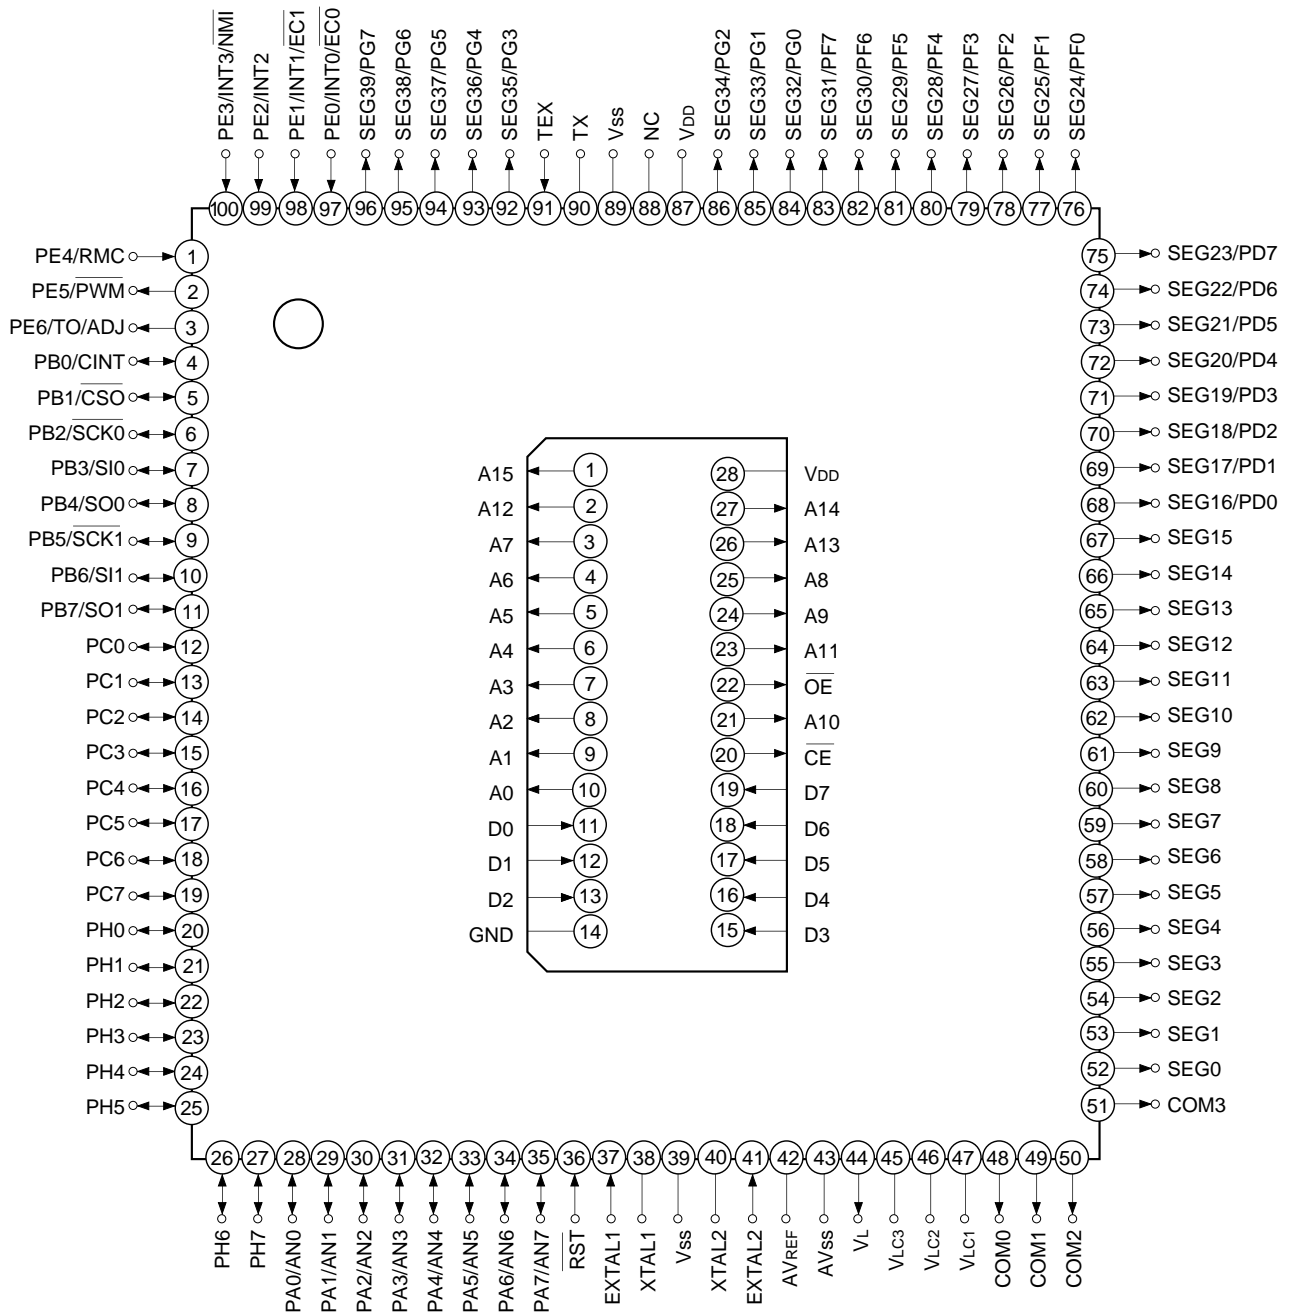 PE3/INT3/NMI
PE2/INT2
PE1/INT1/EC1
PE0/INT0/EC0
SEG39/PG7
SEG38/PG6
SEG37/PG5
SEG36/PG4
SEG35/PG3
TEX
TX
Vss
NC
VDD
SEG34/PG2
SEG33/PG1
SEG32/PG0
SEG31/PF7
SEG30/PF6
SEG29/PF5
SEG28/PF4
SEG27/PF3
SEG26/PF2
SEG25/PF1
SEG24/PF0
100 99 98 97 96 95 94 93 92 91 90 89 88 87 86 85 84 83 82 81 80 79 78 77 76
PE4/RMC 1
PE5/PWM 2
PE6/TO/ADJ 3
PB0/CINT 4
PB1/CSO 5
PB2/SCK0 6
PB3/SI0 7
PB4/SO0 8
PB5/SCK1 9
PB6/SI1 10
PB7/SO1 11
PC0 12
PC1 13
PC2 14
PC3 15
PC4 16
PC5 17
PC6 18
PC7 19
PH0 20
PH1 21
PH2 22
PH3 23
PH4 24
PH5 25
A15 1
A12 2
A7 3
A6 4
A5 5
A4 6
A3 7
A2 8
A1 9
A0 10
D0 11
D1 12
D2 13
GND 14
28 VDD
27 A14
26 A13
25 A8
24 A9
23 A11
22 OE
21 A10
20 CE
19 D7
18 D6
17 D5
16 D4
15 D3
75 SEG23/PD7
74 SEG22/PD6
73 SEG21/PD5
72 SEG20/PD4
71 SEG19/PD3
70 SEG18/PD2
69 SEG17/PD1
68 SEG16/PD0
67 SEG15
66 SEG14
65 SEG13
64 SEG12
63 SEG11
62 SEG10
61 SEG9
60 SEG8
59 SEG7
58 SEG6
57 SEG5
56 SEG4
55 SEG3
54 SEG2
53 SEG1
52 SEG0
51 COM3
26 27 28 29 30 31 32 33 34 35 36 37 38 39 40 41 42 43 44 45 46 47 48 49 50
PH6
PH7
PA0/AN0
PA1/AN1
PA2/AN2
PA3/AN3
PA4/AN4
PA5/AN5
PA6/AN6
PA7/AN7
RST
EXTAL1
XTAL1
Vss
XTAL2
EXTAL2
AVREF
AVss
VL
VLC3
VLC2
VLC1
COM0
COM1
COM2